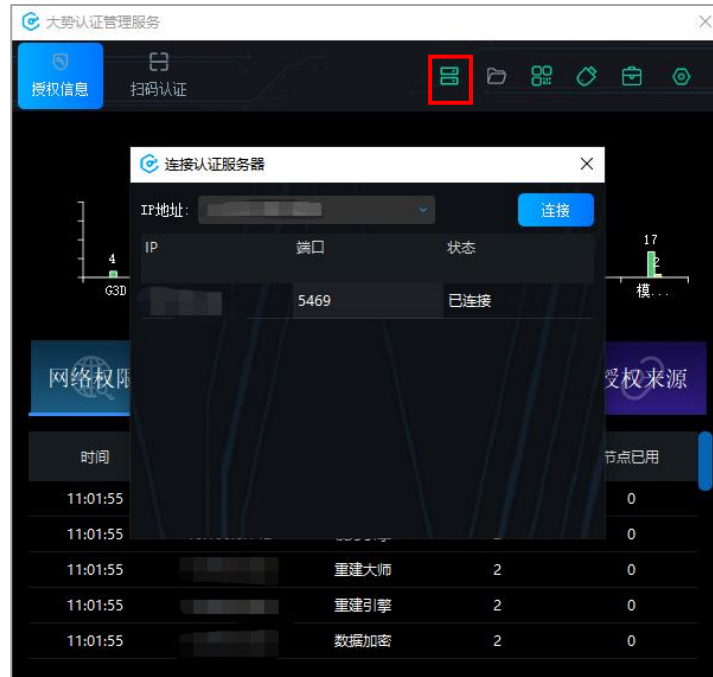 大势认证管理服务
授权信息
扫码认证
连接认证服务器
IP地址:
连接
IP
端口
状态
5469
已连接
4
G3D
17
2
模...
网络权限
授权来源
时间
节点已用
11:01:55
0
11:01:55
0
11:01:55
重建大师
2
0
11:01:55
重建引擎
2
0
11:01:55
数据加密
2
0